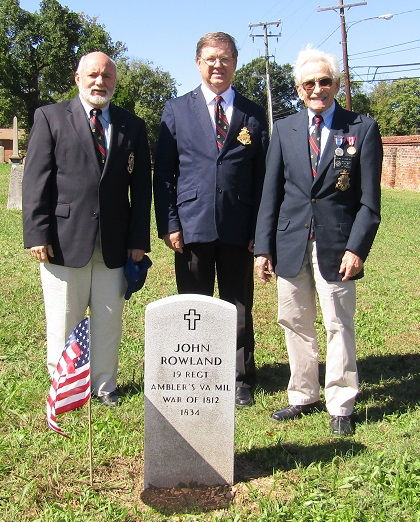 JOHN
ROWLAND
19 REGT
AMBLER'S VA MIL
WAR OF 1812
1834